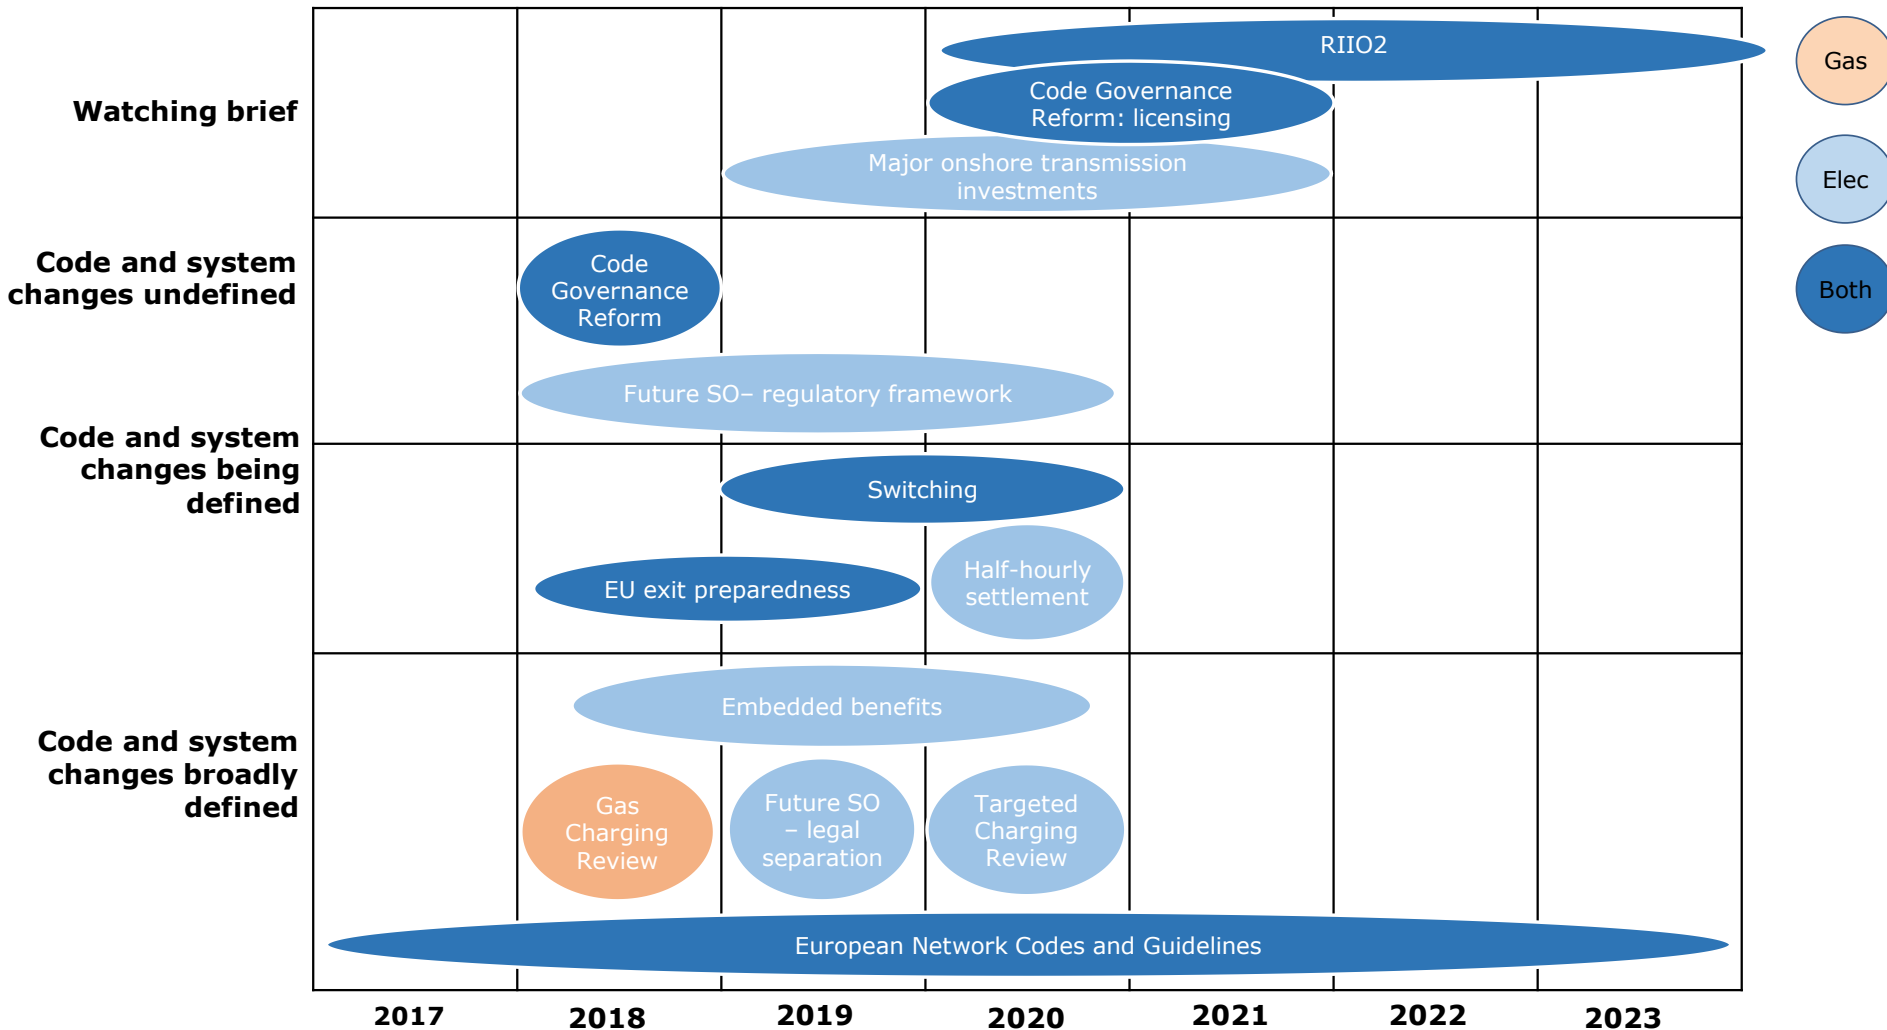 RIIO2
Gas
Watching brief
Code Governance
Reform: licensing
Major onshore transmission
investments
Elec
Code and system
changes undefined
Code
Governance
Reform
Both
Future SO– regulatory framework
Code and system
changes being
defined
Switching
Half-hourly
settlement
EU exit preparedness
Code and system
changes broadly
defined
Embedded benefits
Gas
Charging
Review
Future SO
– legal
separation
Targeted
Charging
Review
European Network Codes and Guidelines
2017
2018
2019
2020
2021
2022
2023